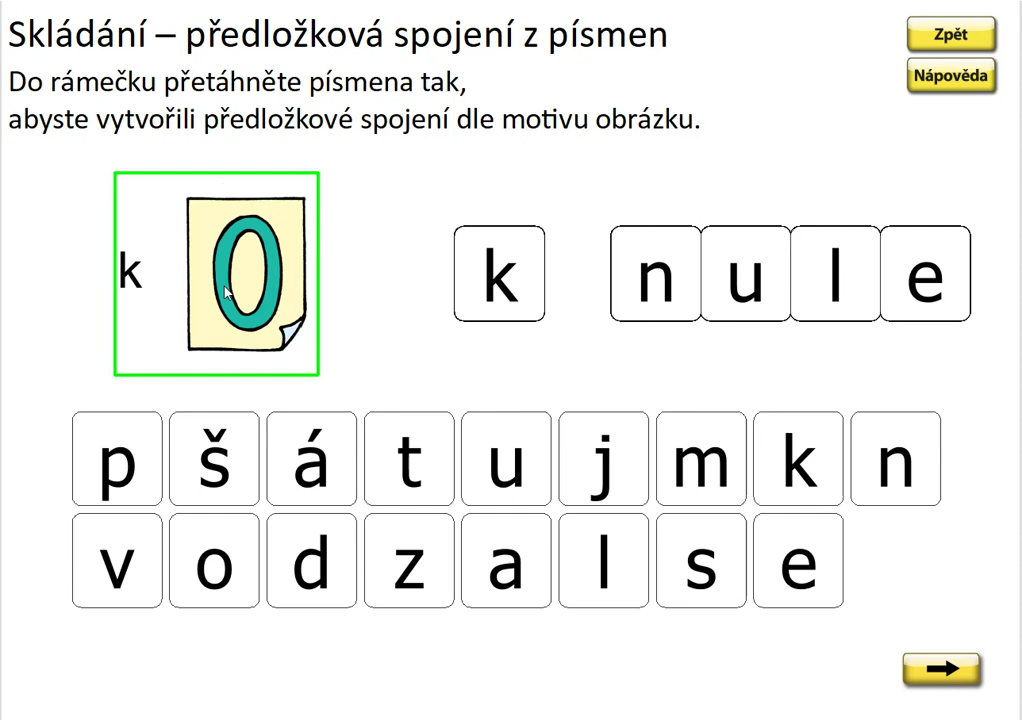 Skládání – předložková spojení z písmen
Zpět
Do rámečku přetáhněte písmena tak,
Nápověda
abyste vytvořili předložkové spojení dle motivu obrázku.
k 0 k n u l e
p š á t u j m k n
v o d z a l s e